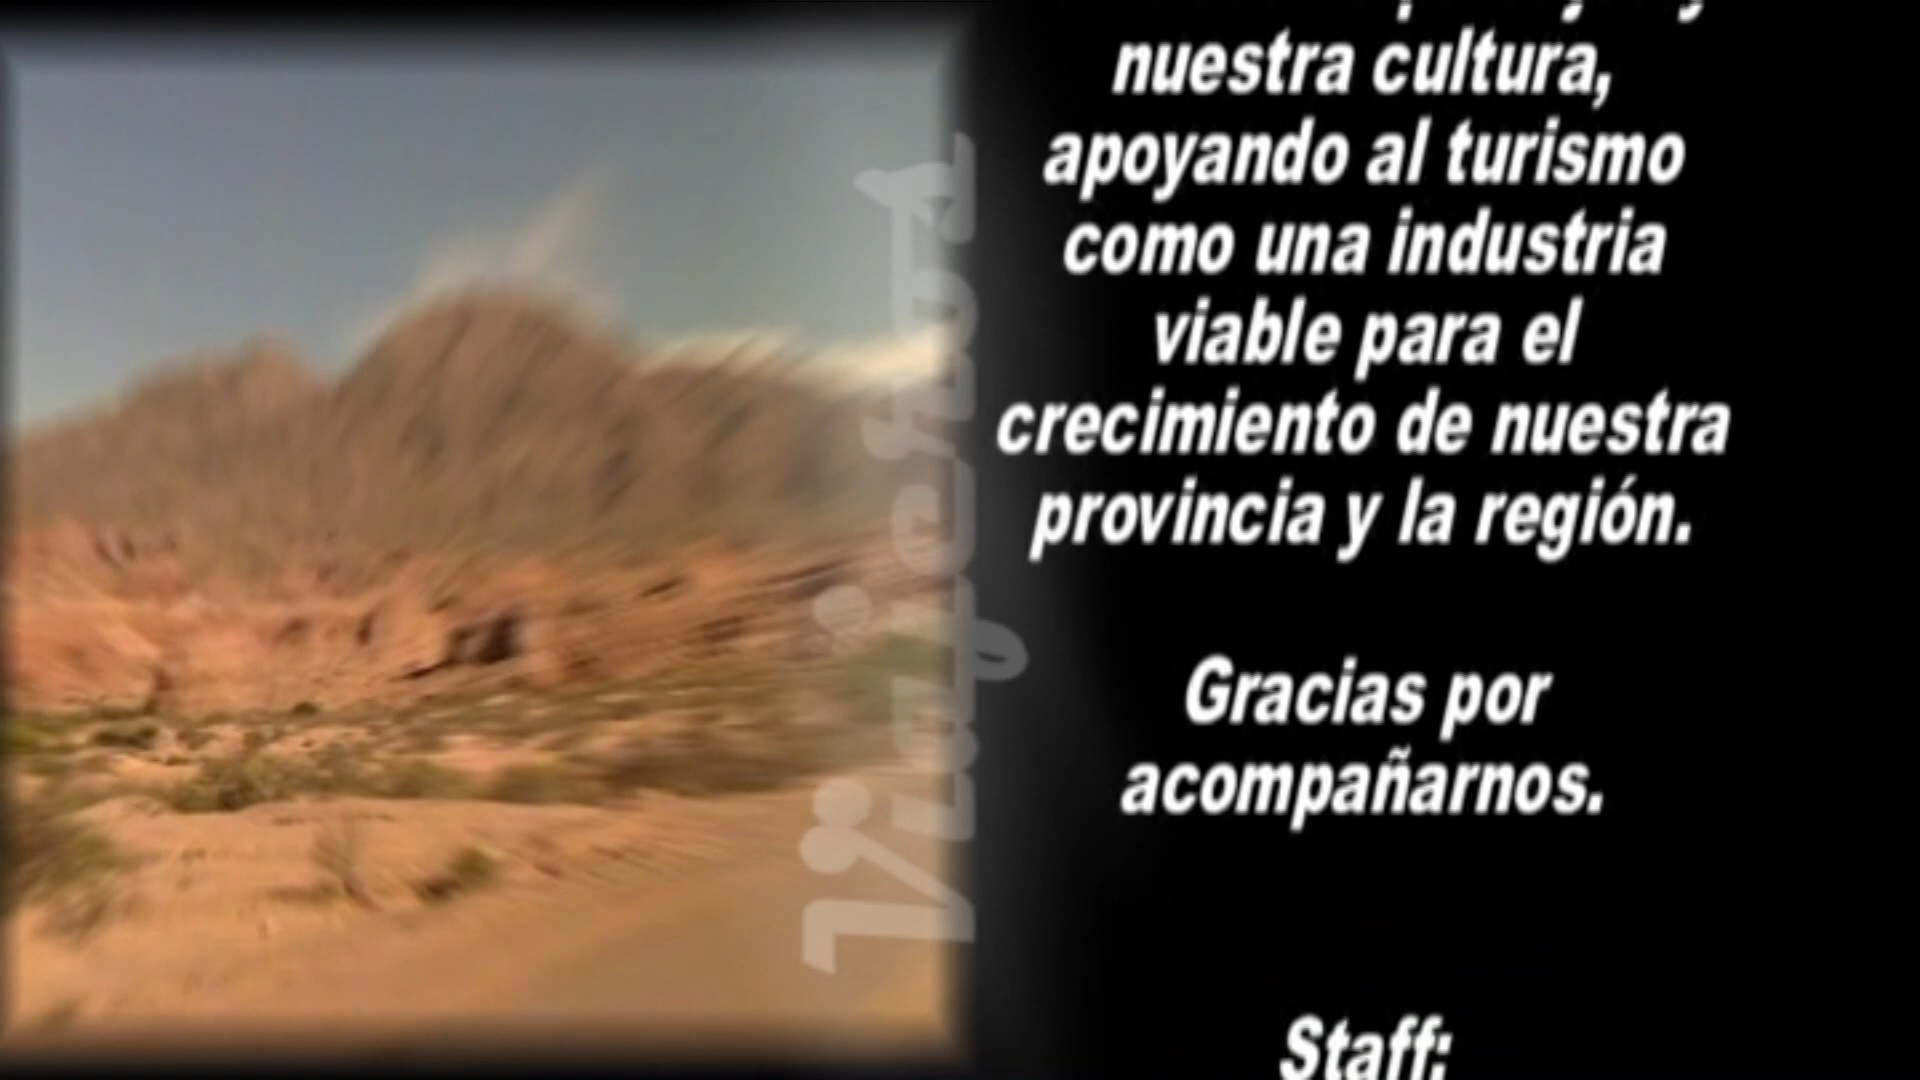 nuestra cultura,
apoyando al turismo
como una industria
viable para el
crecimiento de nuestra
provincia y la región.
Gracias por
acompañarnos.
Staff:
Viajehos